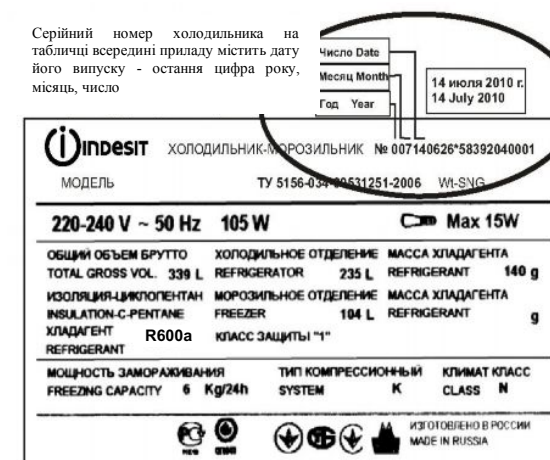 Серійний номер холодильника на
табличці всередині приладу містить дату
його випуску - остання цифра року,
місяць, число
Число Date
Месяц Month
Год Year
14 июля 2010 г.
14 July 2010
INDESIT ХОЛОДИЛЬНИК-МОРОЗИЛЬНИК № 007140626*58392040001
МОДЕЛЬ ТУ 5156-034-00531251-2006 Wt-SNG
220-240 V ~ 50 Hz 105 W Max 15W
ОБЩИЙ ОБЪЕМ БРУТТО ХОЛОДИЛЬНОЕ ОТДЕЛЕНИЕ МАССА ХЛАДАГЕНТА
TOTAL GROSS VOL. 339 L REFRIGERATOR 235 L REFRIGERANT 140 g
ИЗОЛЯЦИЯ-ЦИКЛОПЕНТАН МОРОЗИЛЬНОЕ ОТДЕЛЕНИЕ МАССА ХЛАДАГЕНТА
INSULATION-C-PENTANE FREEZER 104 L REFRIGERANT g
ХЛАДАГЕНТ R600a КЛАСС ЗАЩИТЫ "1"
REFRIGERANT
МОЩНОСТЬ ЗАМОРАЖИВАНИЯ ТИП КОМПРЕССИОННЫЙ КЛИМАТ КЛАСС
FREEZING CAPACITY 6 Kg/24h SYSTEM K CLASS N
ИЗГОТОВЛЕНО В РОССИИ
MADE IN RUSSIA